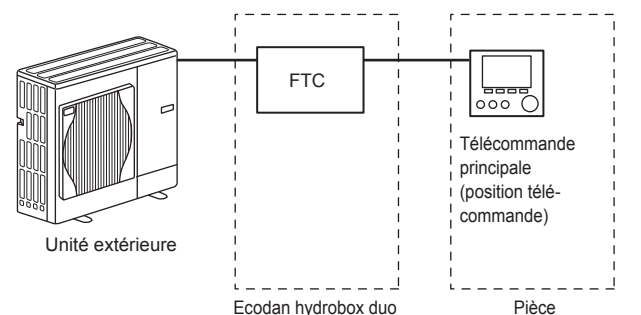 FTC
Télécommande
principale
(position télé-
commande)
Unité extérieure
Ecodan hydrobox duo
Pièce